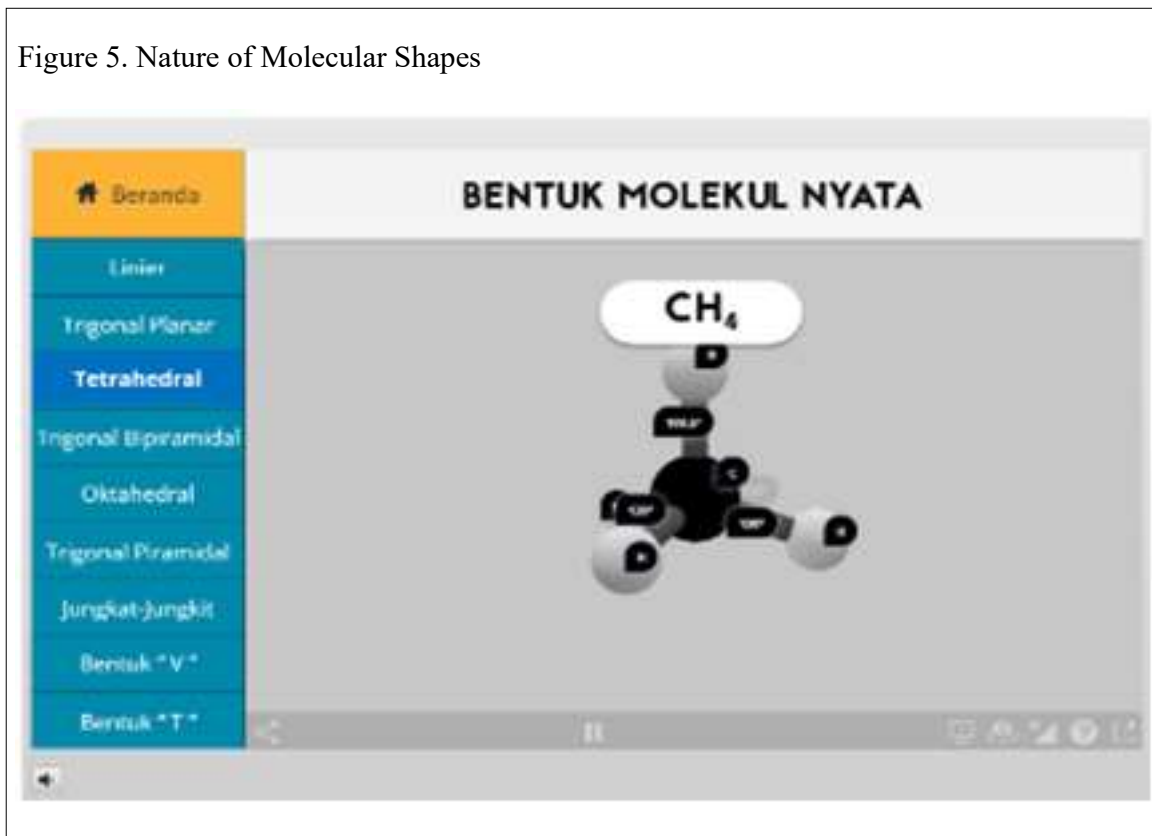 Figure 5. Nature of Molecular Shapes
Beranda
BENTUK MOLEKUL NYATA
Linier
Trigonal Planar
Tetrahedral
Trigonal Bipiramidal
Oktahedral
Trigonal Piramidal
Jungkat-Jungkit
Bentuk "V"
Bentuk "T"
CH₄
H
C
H
H